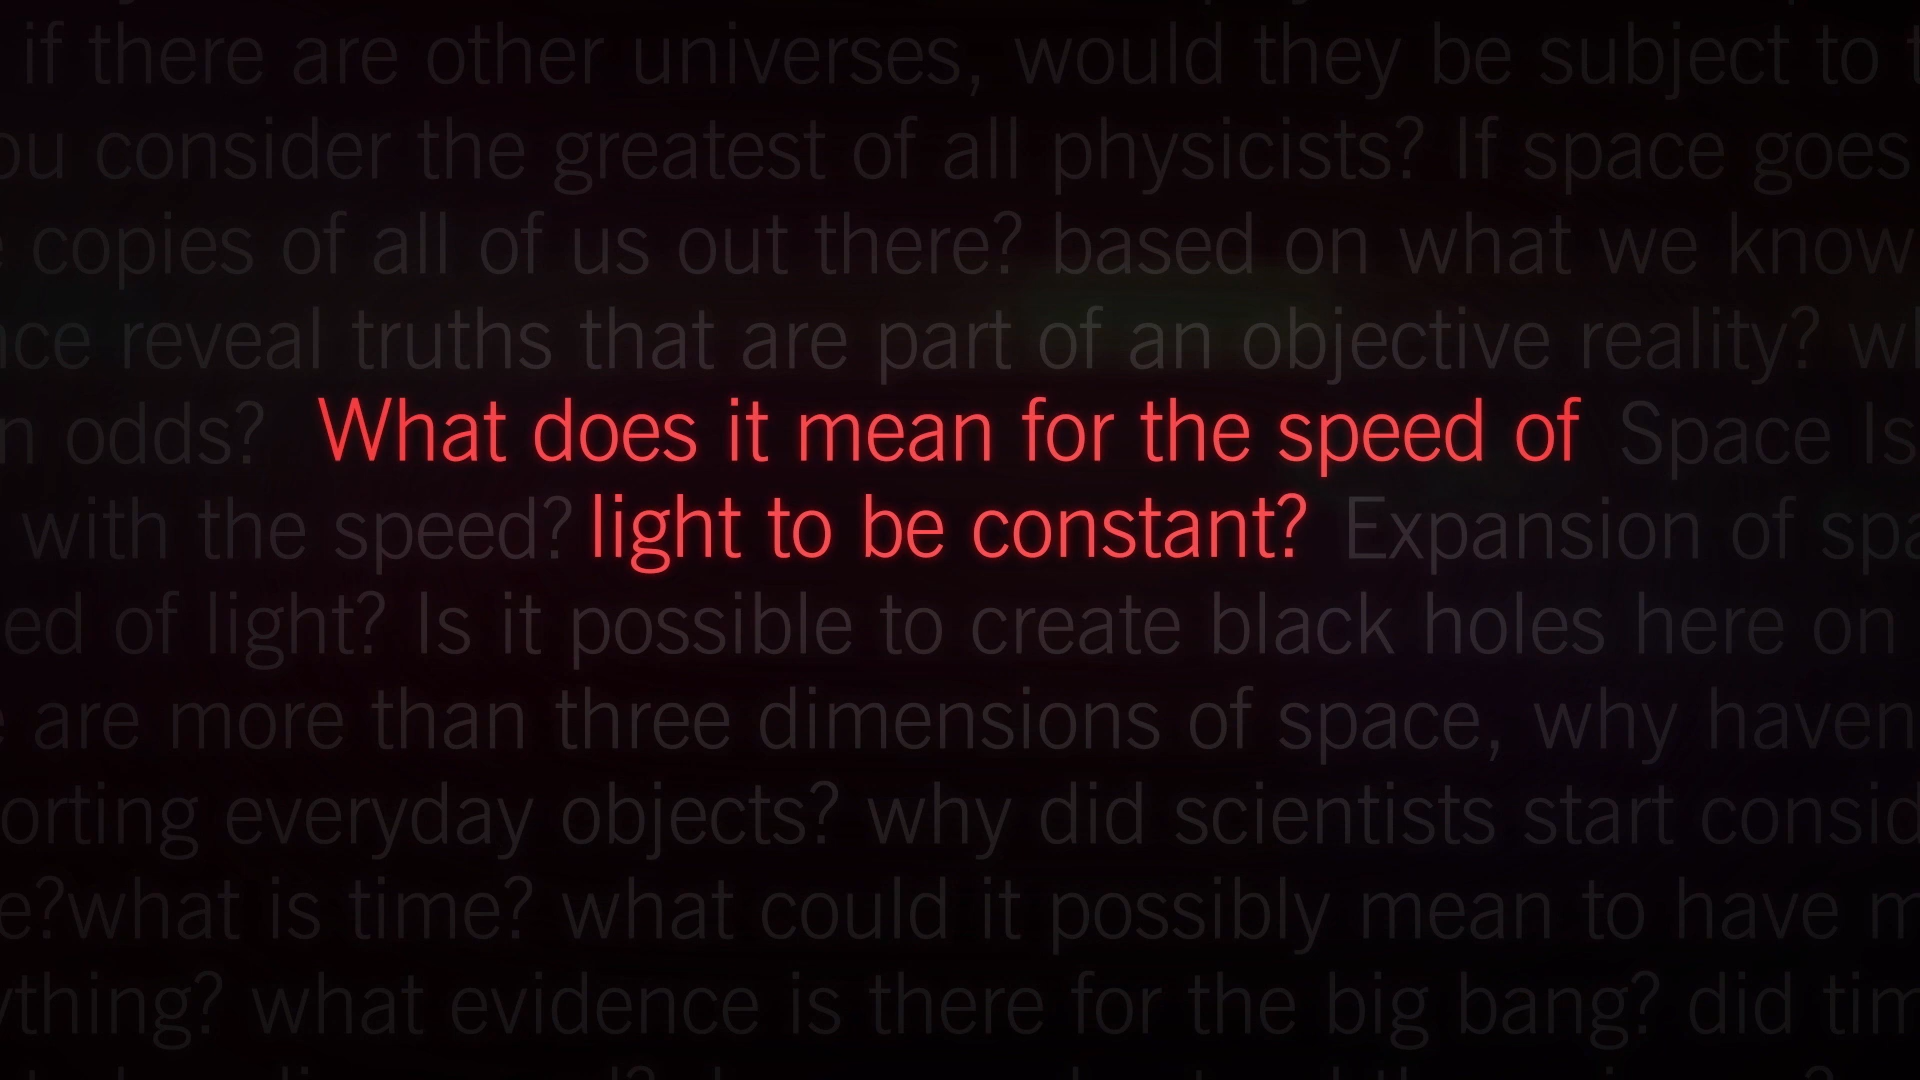 if there are other universes, would they be subject to
ou consider the greatest of all physicists? If space goes
copies of all of us out there? based on what we know
nce reveal truths that are part of an objective reality?
n odds? What does it mean for the speed of Space Is
with the speed? light to be constant? Expansion of spa
ed of light? Is it possible to create black holes here on
are more than three dimensions of space, why haven
orting everyday objects? why did scientists start consid
e?what is time? what could it possibly mean to have m
ything? what evidence is there for the big bang? did tim